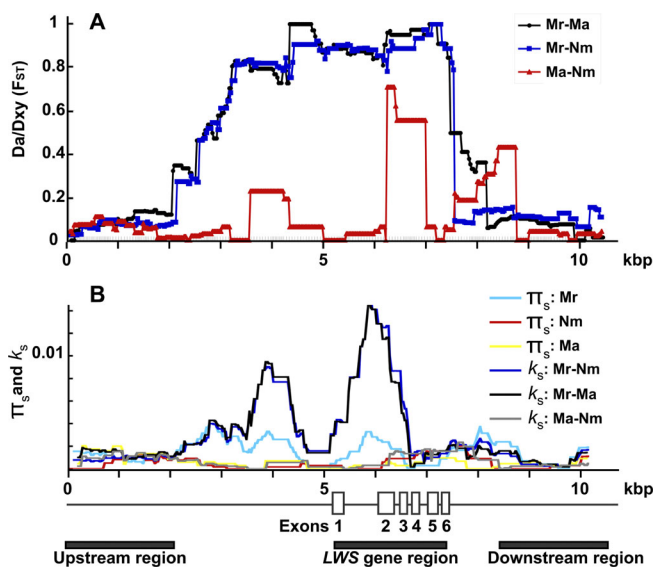 A
Da/Dxy (FST)
1
0.8
0.6
0.4
0.2
0
Mr-Ma
Mr-Nm
Ma-Nm
0 5 10 kbp
B
πs and ks
0.01
πs: Mr
πs: Nm
πs: Ma
ks: Mr-Nm
ks: Mr-Ma
ks: Ma-Nm
0 5 10 kbp
Exons 1 2 3 4 5 6
Upstream region LWS gene region Downstream region